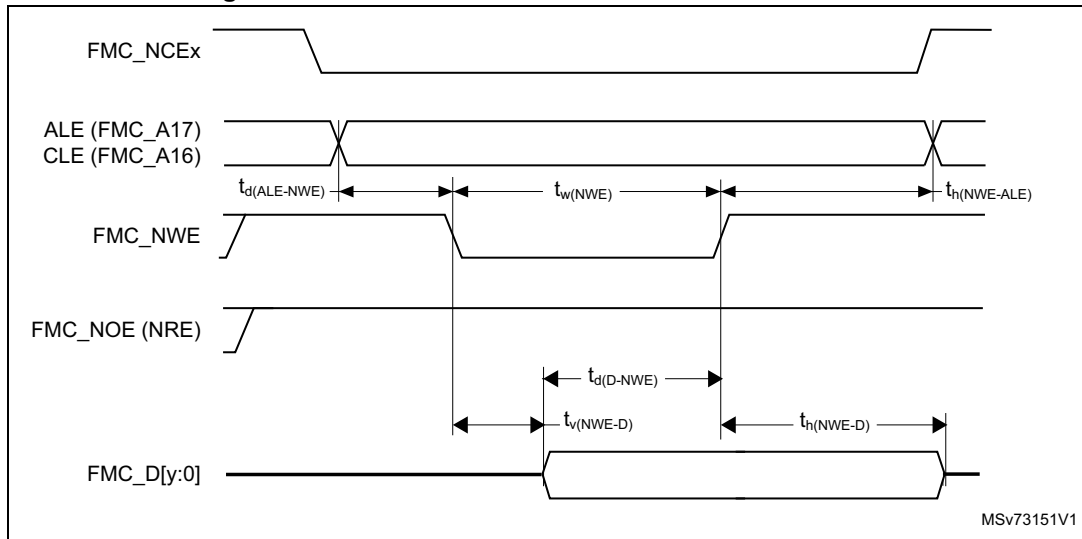 FMC_NCEx
ALE (FMC_A17)
CLE (FMC_A16)
td(ALE-NWE)
tw(NWE)
th(NWE-ALE)
FMC_NWE
FMC_NOE (NRE)
td(D-NWE)
tv(NWE-D)
th(NWE-D)
FMC_D[y:0]
MSv73151V1